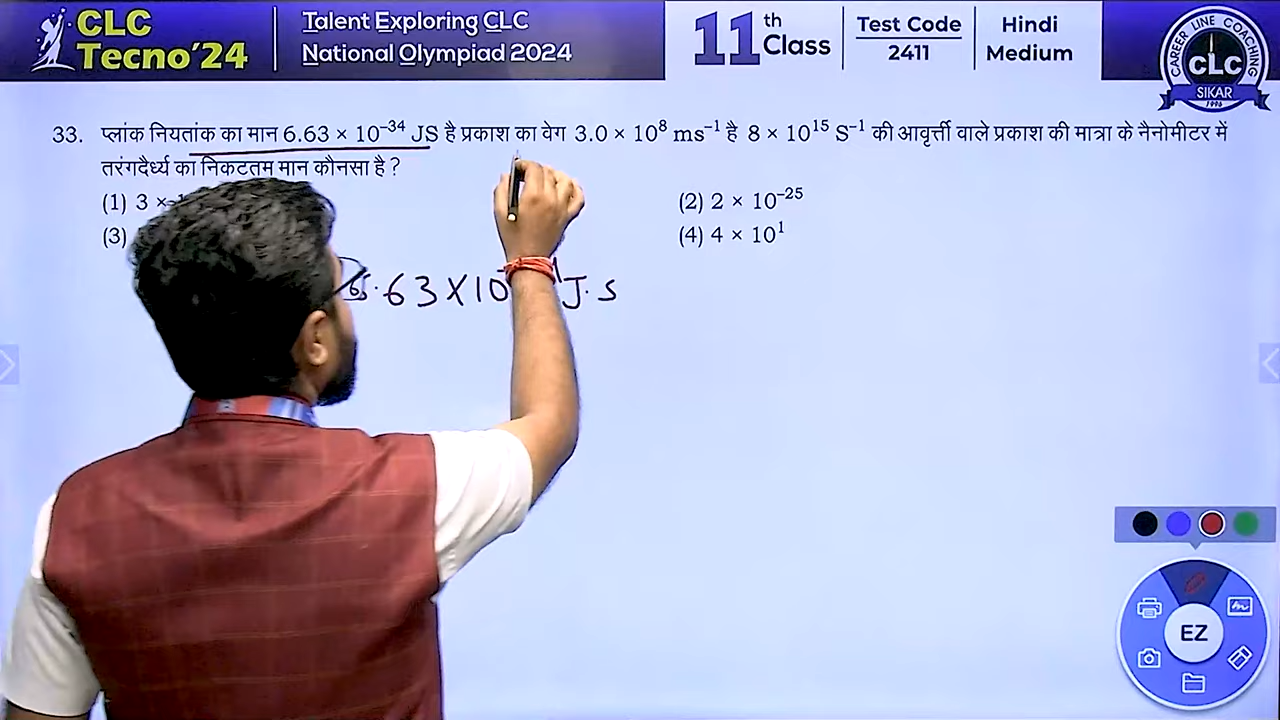 CLC
Tecno'24
Talent Exploring CLC
National Olympiad 2024
11th Class
Test Code
2411
Hindi
Medium
CAREER LINE COACHING
CLC
SIKAR
1996
33. प्लांक नियतांक का मान 6.63 × 10⁻³⁴ JS है प्रकाश का वेग 3.0 × 10⁸ ms⁻¹ है 8 × 10¹⁵ S⁻¹ की आवृर्त्ती वाले प्रकाश की मात्रा के नैनोमीटर में
तरंगदैर्ध्य का निकटतम मान कौनसा है ?
(1) 3 ×
(2) 2 × 10⁻²⁵
(3)
(4) 4 × 10¹
6.63 X 10 J.s
EZ